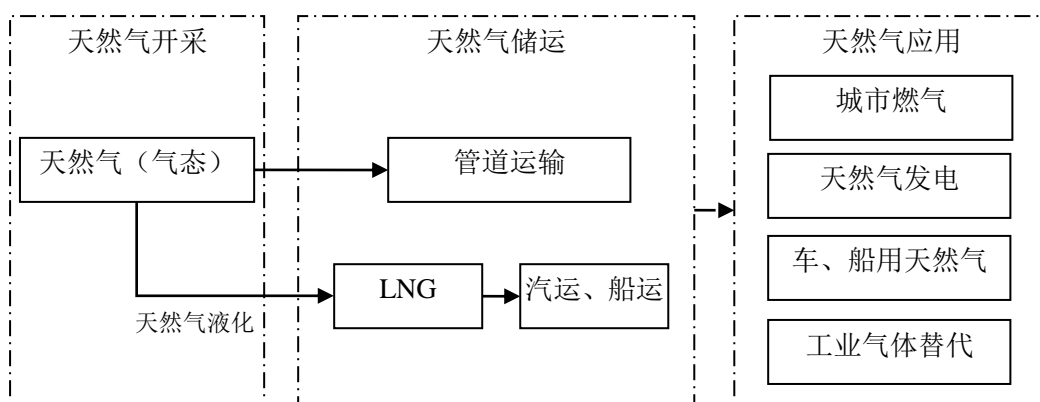 天然气开采
天然气（气态）
天然气液化
天然气储运
管道运输
LNG
汽运、船运
天然气应用
城市燃气
天然气发电
车、船用天然气
工业气体替代